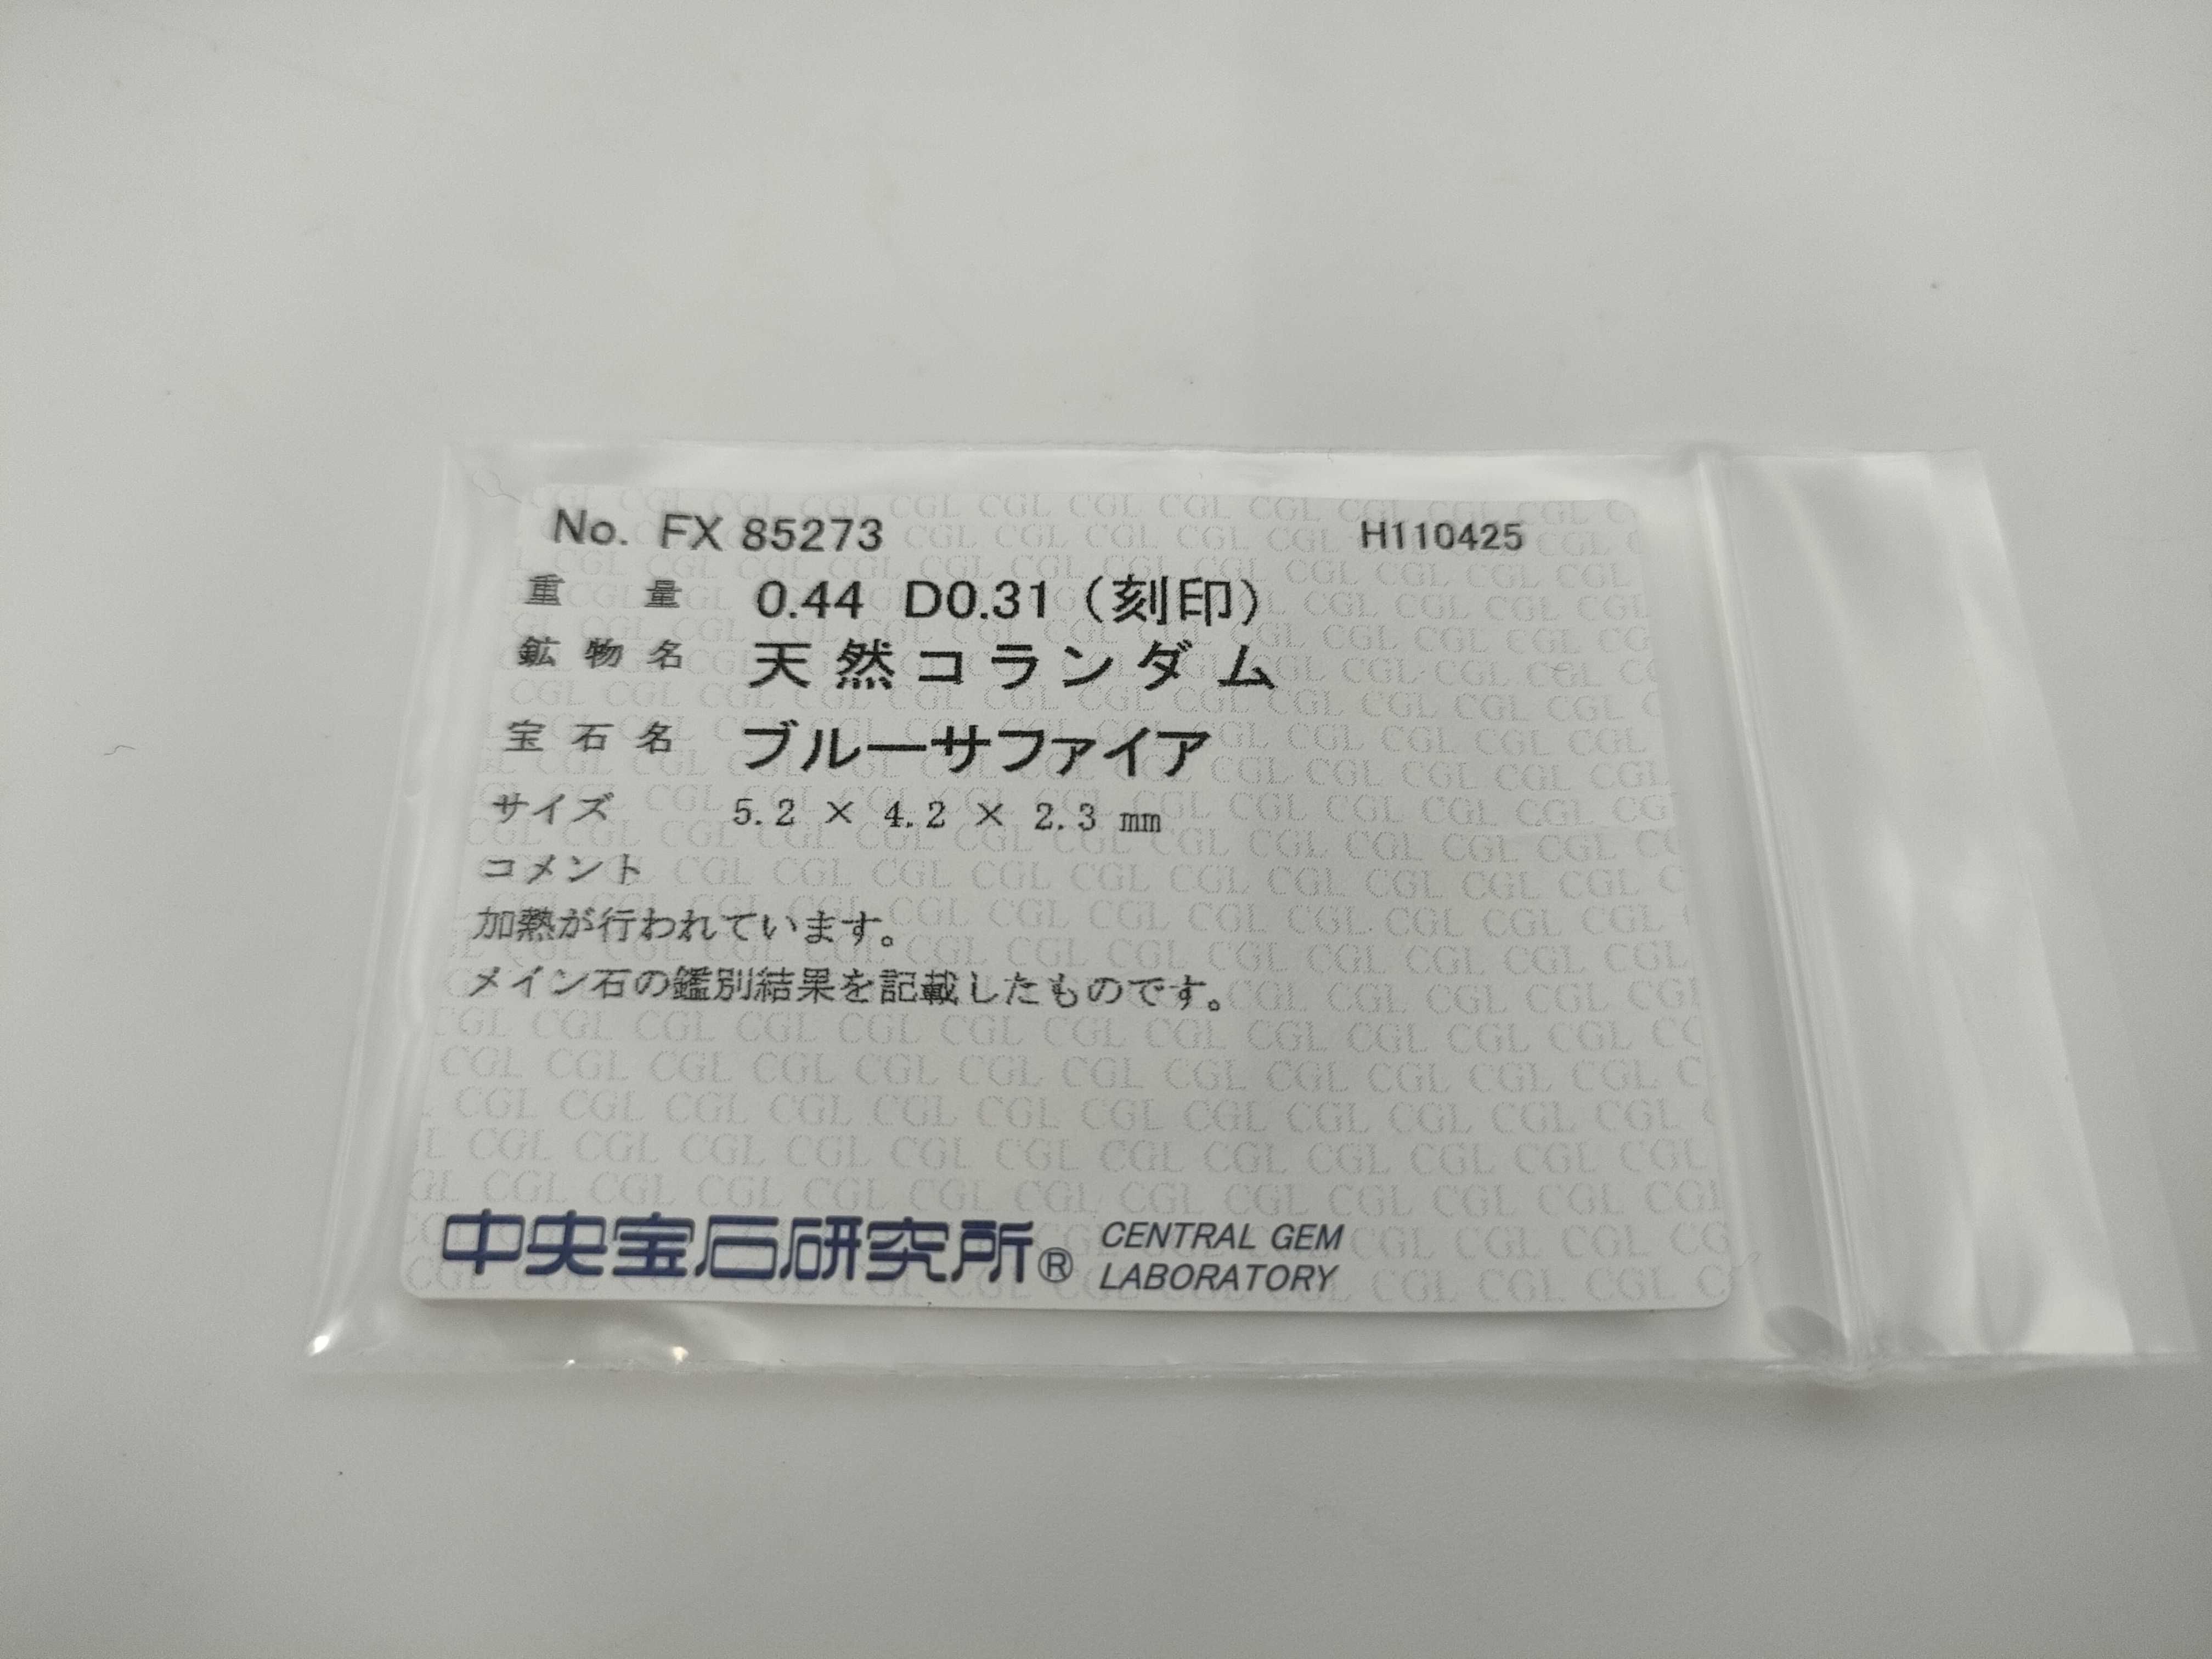 No. FX 85273 H110425
重量 0.44 D0.31（刻印）
鉱物名 天然コランダム
宝石名 ブルーサファイア
サイズ 5.2 × 4.2 × 2.3 mm
コメント
加熱が行われています。
メイン石の鑑別結果を記載したものです。
中央宝石研究所® CENTRAL GEM
LABORATORY